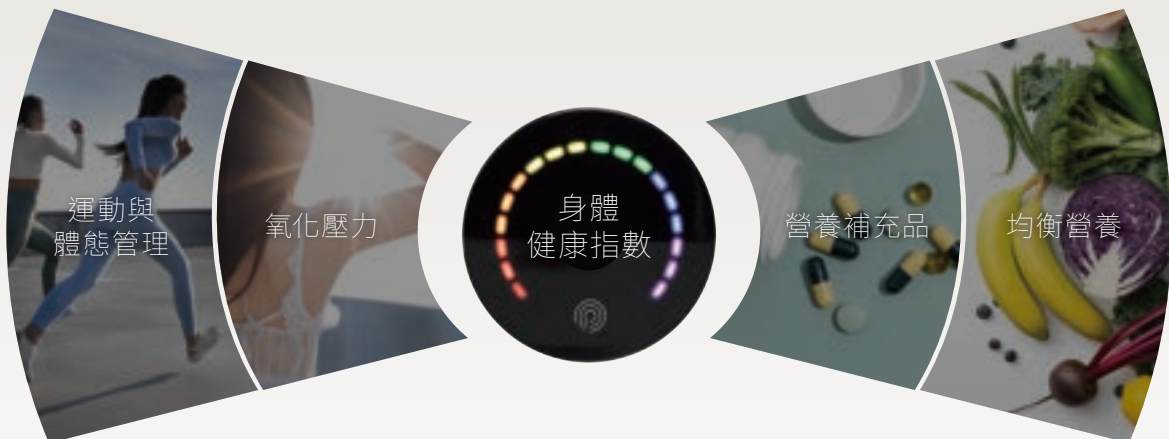 運動與
體態管理
氧化壓力
身體
健康指數
營養補充品
均衡營養